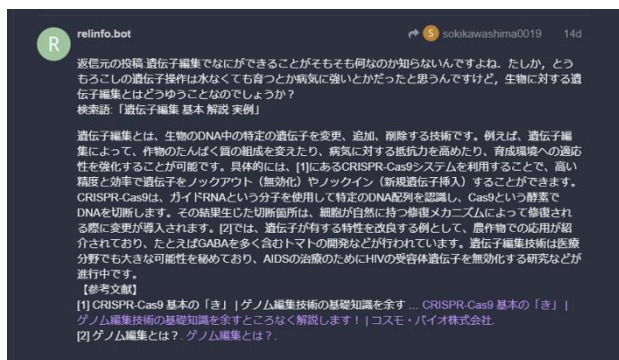 R
relinfo.bot
S sokikawashima0019 14d
返信元の投稿 遺伝子編集でなにができることがそもそも何なのか知らないんですよね．たしか，とう
もろこしの遺伝子操作は水なくても育つとか病気に強いとかだったと思うんですけど，生物に対する遺
伝子編集とはどうゆうことなのでしょうか？
検索語:「遺伝子編集 基本 解説 実例」
遺伝子編集とは、生物のDNA中の特定の遺伝子を変更、追加、削除する技術です。例えば、遺伝子編
集によって、作物のたんぱく質の組成を変えたり、病気に対する抵抗力を高めたり、育成環境への適応
性を強化することが可能です。具体的には、[1]にあるCRISPR-Cas9システムを利用することで、高い
精度と効率で遺伝子をノックアウト（無効化）やノックイン（新規遺伝子挿入）することができます。
CRISPR-Cas9は、ガイドRNAという分子を使用して特定のDNA配列を認識し、Cas9という酵素で
DNAを切断します。その結果生じた切断箇所は、細胞が自然に持つ修復メカニズムによって修復され
る際に変更が導入されます。[2]では、遺伝子が有する特性を改良する例として、農作物での応用が紹
介されており、たとえばGABAを多く含むトマトの開発などが行われています。遺伝子編集技術は医療
分野でも大きな可能性を秘めており、AIDSの治療のためにHIVの受容体遺伝子を無効化する研究などが
進行中です。
【参考文献】
[1] CRISPR-Cas9 基本の「き」 | ゲノム編集技術の基礎知識を余す ... CRISPR-Cas9 基本の「き」 |
ゲノム編集技術の基礎知識を余すところなく解説します！ | コスモ・バイオ株式会社.
[2] ゲノム編集とは？. ゲノム編集とは？.